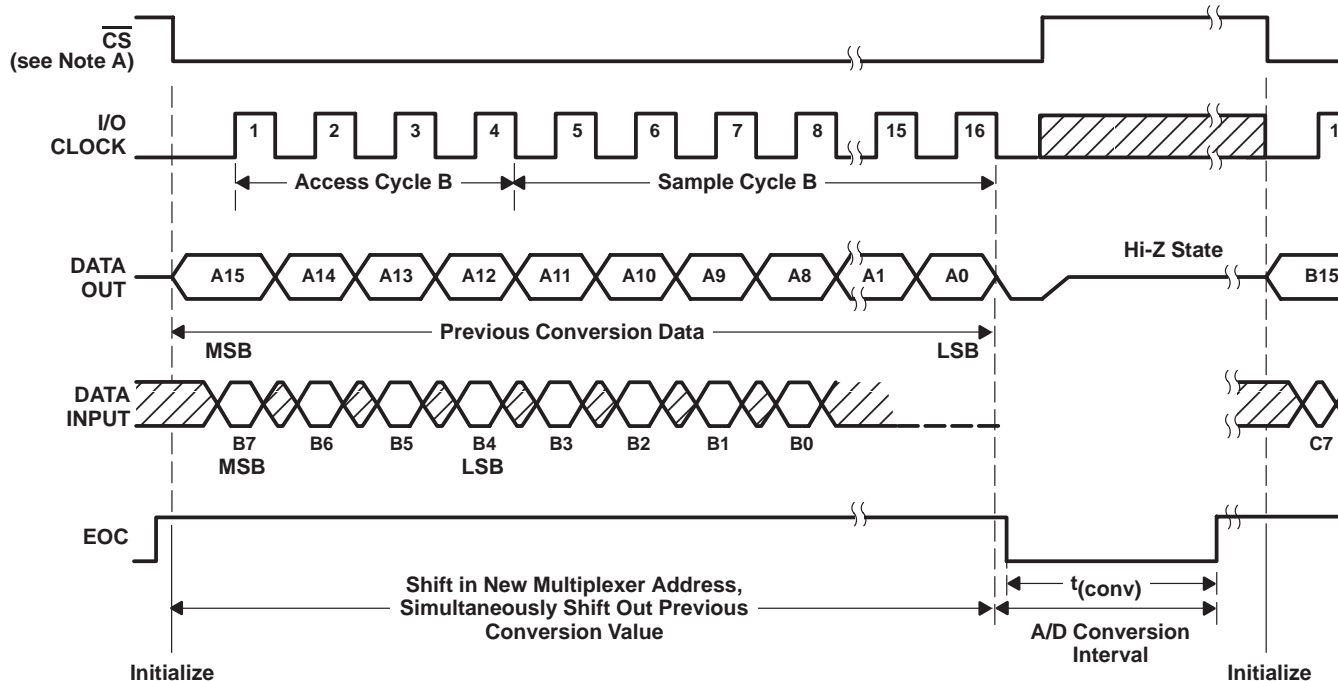 CS
(see Note A)
I/O
CLOCK
1 2 3 4 5 6 7 8 15 16 1
Access Cycle B
Sample Cycle B
DATA
OUT
A15 A14 A13 A12 A11 A10 A9 A8 A1 A0
Hi-Z State
B15
Previous Conversion Data
MSB
LSB
DATA
INPUT
B7 B6 B5 B4 B3 B2 B1 B0 C7
MSB
LSB
EOC
Shift in New Multiplexer Address,
Simultaneously Shift Out Previous
Conversion Value
t(conv)
A/D Conversion
Interval
Initialize
Initialize